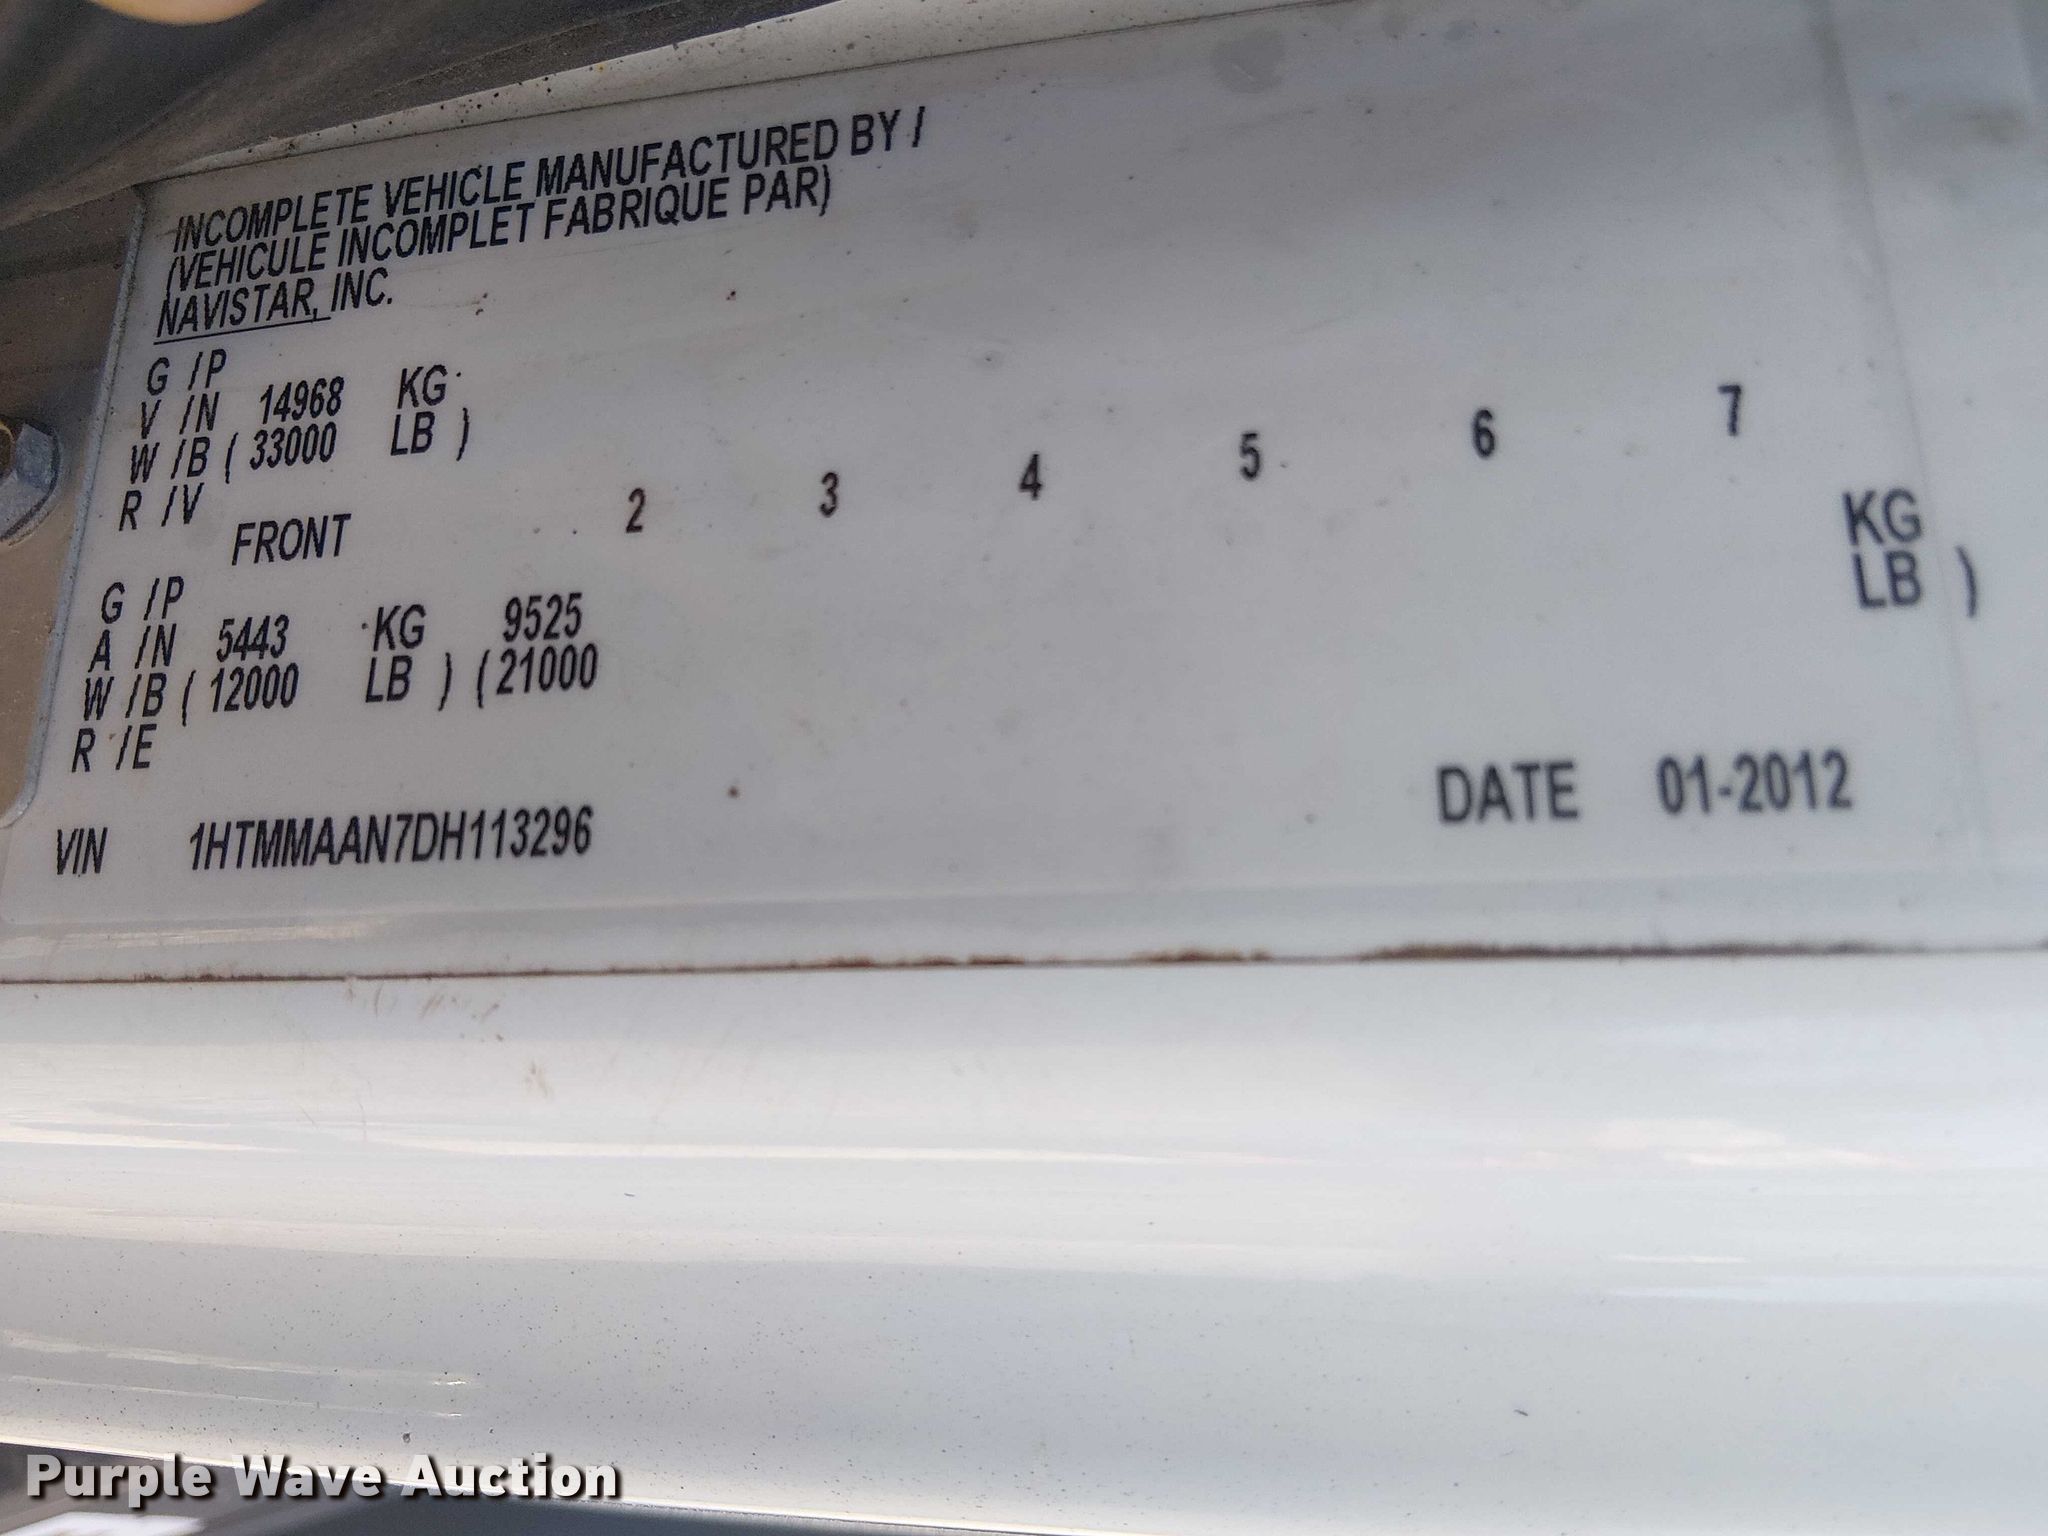 INCOMPLETE VEHICLE MANUFACTURED BY /
(VEHICULE INCOMPLET FABRIQUE PAR)
NAVISTAR, INC.
G /P
V /N 14968 KG
W /B ( 33000 LB )
R /V
FRONT 2 3 4 5 6 7
G /P
A /N 5443 KG 9525 KG
W /B ( 12000 LB ) ( 21000 LB )
R /E
VIN 1HTMMAAN7DH113296 DATE 01-2012
Purple Wave Auction